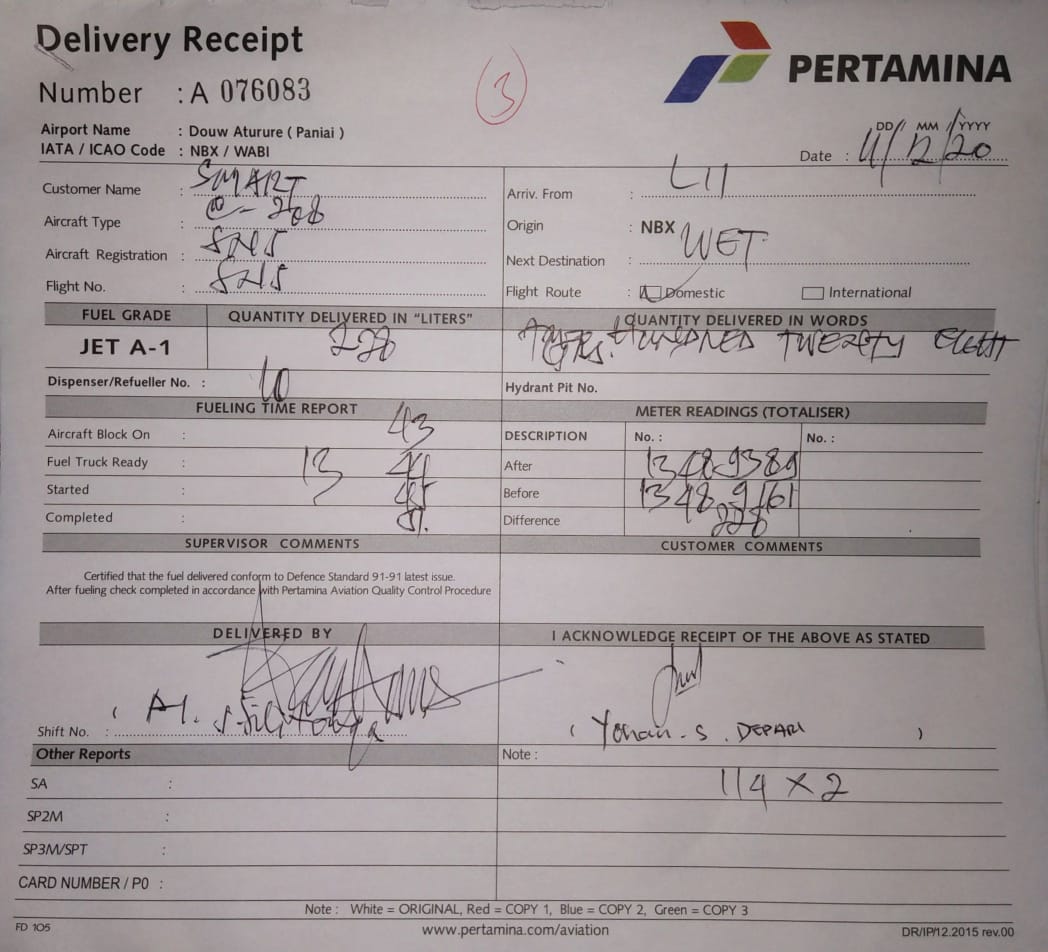 Delivery Receipt
PERTAMINA
Number : A 076083
3
Airport Name : Douw Aturure ( Paniai )
IATA / ICAO Code : NBX / WABI
DD/ MM /YYYY
Date : 11/12/20
Customer Name : SMART
Arriv. From : LII
Aircraft Type : C-208
Origin : NBX
Aircraft Registration : SNS
Next Destination : WET
Flight No. : SNS
Flight Route : Domestic International
FUEL GRADE QUANTITY DELIVERED IN "LITERS" QUANTITY DELIVERED IN WORDS
JET A-1 228 HUNDRED TWENTY EIGHT
Dispenser/Refueller No. : 10
Hydrant Pit No.
FUELING TIME REPORT METER READINGS (TOTALISER)
Aircraft Block On : 43
DESCRIPTION No. : No. :
Fuel Truck Ready : 13 44
After 1348.9389
Started : 45
Before 1348.9161
Completed : 51.
Difference 228
SUPERVISOR COMMENTS CUSTOMER COMMENTS
Certified that the fuel delivered conform to Defence Standard 91-91 latest issue.
After fueling check completed in accordance with Pertamina Aviation Quality Control Procedure
DELIVERED BY I ACKNOWLEDGE RECEIPT OF THE ABOVE AS STATED
Shift No. :
( Yohan - S . DEPARI )
Other Reports Note :
SA : 114 x 2
SP2M :
SP3M/SPT :
CARD NUMBER / P0 :
Note : White = ORIGINAL, Red = COPY 1, Blue = COPY 2, Green = COPY 3
FD 105 www.pertamina.com/aviation DR/IP/12.2015 rev.00